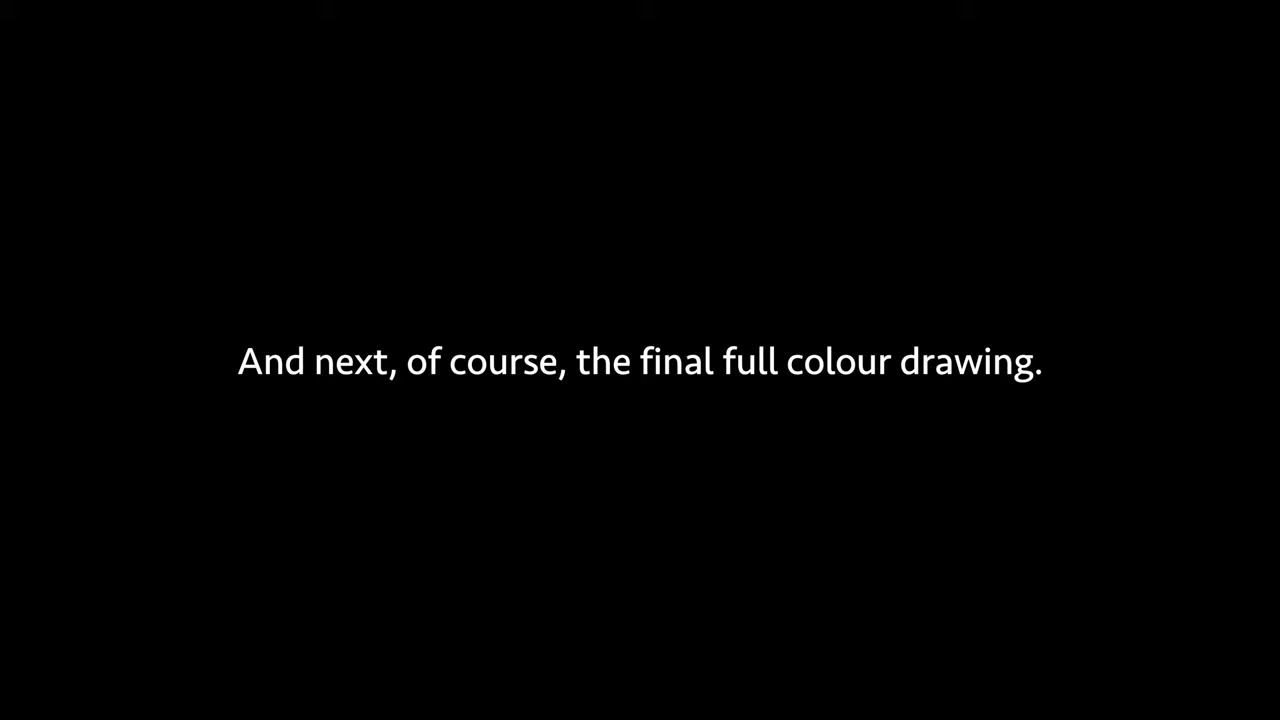 And next, of course, the final full colour drawing.